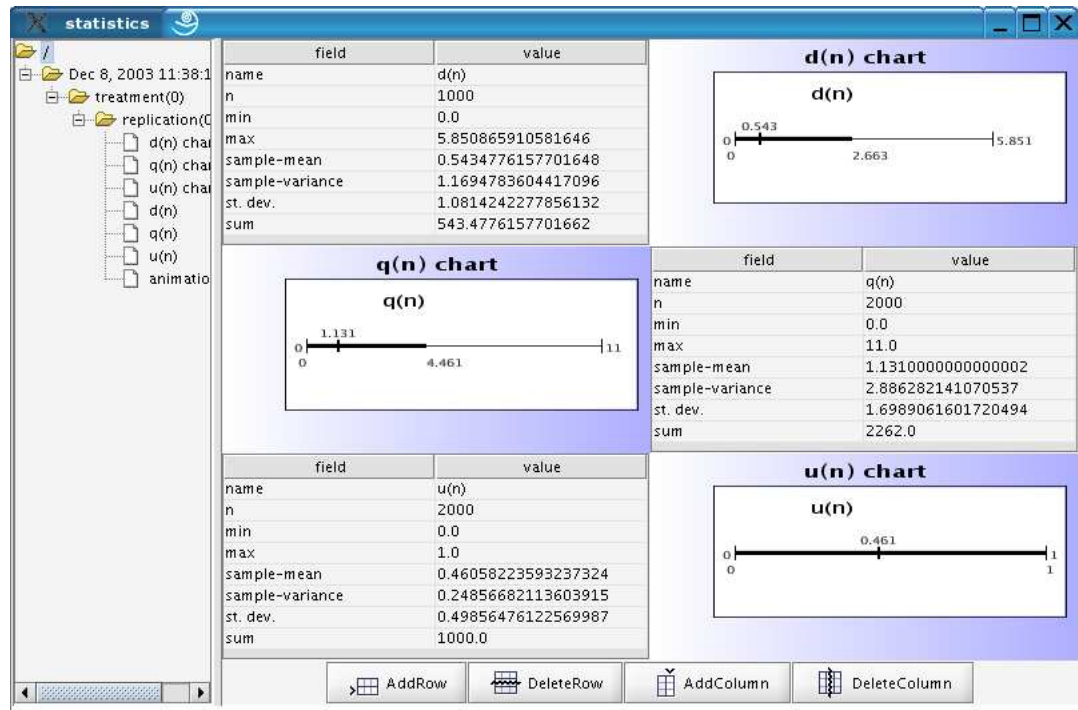 statistics
/
Dec 8, 2003 11:38:1
treatment(0)
replication(0
d(n) cha
q(n) cha
u(n) cha
d(n)
q(n)
u(n)
animatio
field value
name d(n)
n 1000
min 0.0
max 5.850865910581646
sample-mean 0.5434776157701648
sample-variance 1.1694783604417096
st. dev. 1.0814242277856132
sum 543.4776157701662
d(n) chart
d(n)
0.543
0 5.851
0 2.663
q(n) chart
q(n)
1.131
0 11
0 4.461
field value
name q(n)
n 2000
min 0.0
max 11.0
sample-mean 1.1310000000000002
sample-variance 2.886282141070537
st. dev. 1.6989061601720494
sum 2262.0
field value
name u(n)
n 2000
min 0.0
max 1.0
sample-mean 0.46058223593237324
sample-variance 0.24856682113603915
st. dev. 0.49856476122569987
sum 1000.0
u(n) chart
u(n)
0.461
0 1
0 1
AddRow DeleteRow AddColumn DeleteColumn